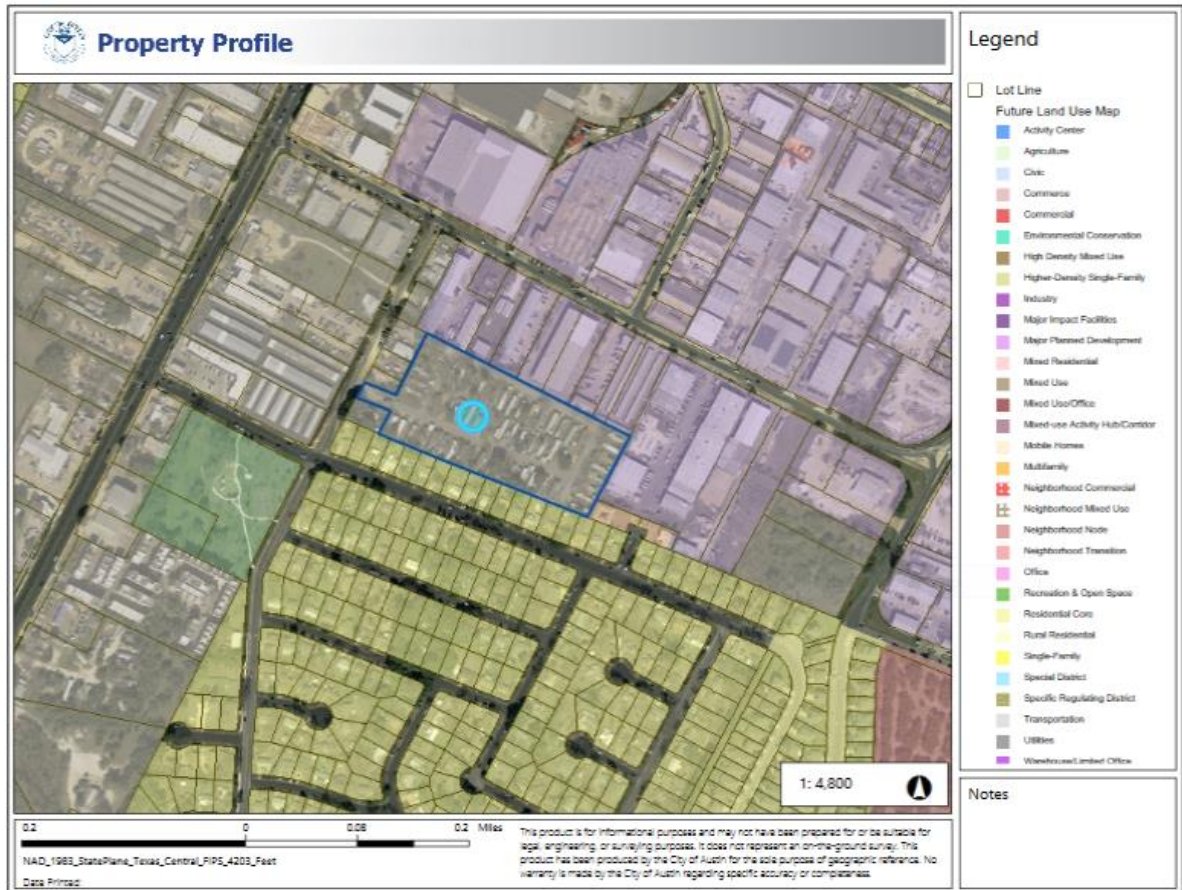 Property Profile
Legend
Lot Line
Future Land Use Map
Activity Center
Agriculture
Civic
Commerce
Commercial
Environmental Conservation
High Density Mixed Use
Higher-Density Single-Family
Industry
Major Impact Facilities
Major Planned Development
Mixed Residential
Mixed Use
Mixed Use/Office
Mixed-use Activity Hub/Corridor
Mobile Homes
Multifamily
Neighborhood Commercial
Neighborhood Mixed Use
Neighborhood Node
Neighborhood Transition
Office
Recreation & Open Space
Residential Core
Rural Residential
Single-Family
Special District
Specific Regulating District
Transportation
Utilities
Warehouse/Limited Office
1: 4,800
Notes
0.2 0 0.08 0.2 Miles
NAD_1983_StatePlane_Texas_Central_FIPS_4203_Feet
Date Printed:
This product is for informational purposes and may not have been prepared for or be suitable for
legal, engineering, or surveying purposes. It does not represent an on-the-ground survey. This
product has been produced by the City of Austin for the sole purpose of geographic reference. No
warranty is made by the City of Austin regarding specific accuracy or completeness.